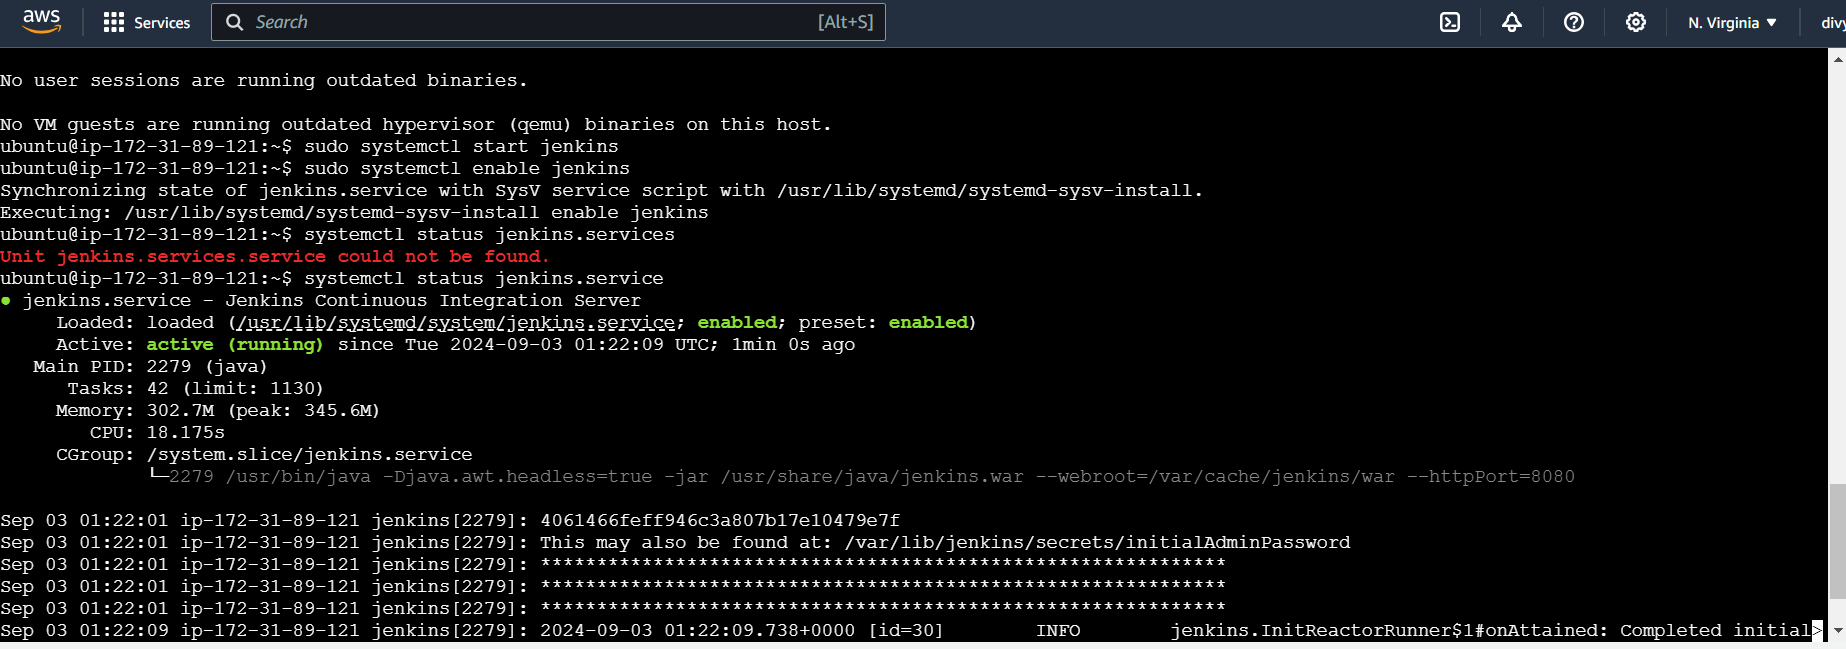 aws Services Search [Alt+S] N. Virginia ▼ divy
No user sessions are running outdated binaries.
No VM guests are running outdated hypervisor (qemu) binaries on this host.
ubuntu@ip-172-31-89-121:~$ sudo systemctl start jenkins
ubuntu@ip-172-31-89-121:~$ sudo systemctl enable jenkins
Synchronizing state of jenkins.service with SysV service script with /usr/lib/systemd/systemd-sysv-install.
Executing: /usr/lib/systemd/systemd-sysv-install enable jenkins
ubuntu@ip-172-31-89-121:~$ systemctl status jenkins.services
Unit jenkins.services.service could not be found.
ubuntu@ip-172-31-89-121:~$ systemctl status jenkins.service
● jenkins.service - Jenkins Continuous Integration Server
Loaded: loaded (/usr/lib/systemd/system/jenkins.service; enabled; preset: enabled)
Active: active (running) since Tue 2024-09-03 01:22:09 UTC; 1min 0s ago
Main PID: 2279 (java)
Tasks: 42 (limit: 1130)
Memory: 302.7M (peak: 345.6M)
CPU: 18.175s
CGroup: /system.slice/jenkins.service
└─2279 /usr/bin/java -Djava.awt.headless=true -jar /usr/share/java/jenkins.war --webroot=/var/cache/jenkins/war --httpPort=8080
Sep 03 01:22:01 ip-172-31-89-121 jenkins[2279]: 4061466feff946c3a807b17e10479e7f
Sep 03 01:22:01 ip-172-31-89-121 jenkins[2279]: This may also be found at: /var/lib/jenkins/secrets/initialAdminPassword
Sep 03 01:22:01 ip-172-31-89-121 jenkins[2279]: *************************************************************
Sep 03 01:22:01 ip-172-31-89-121 jenkins[2279]: *************************************************************
Sep 03 01:22:01 ip-172-31-89-121 jenkins[2279]: *************************************************************
Sep 03 01:22:09 ip-172-31-89-121 jenkins[2279]: 2024-09-03 01:22:09.738+0000 [id=30] INFO jenkins.InitReactorRunner$1#onAttained: Completed initial>